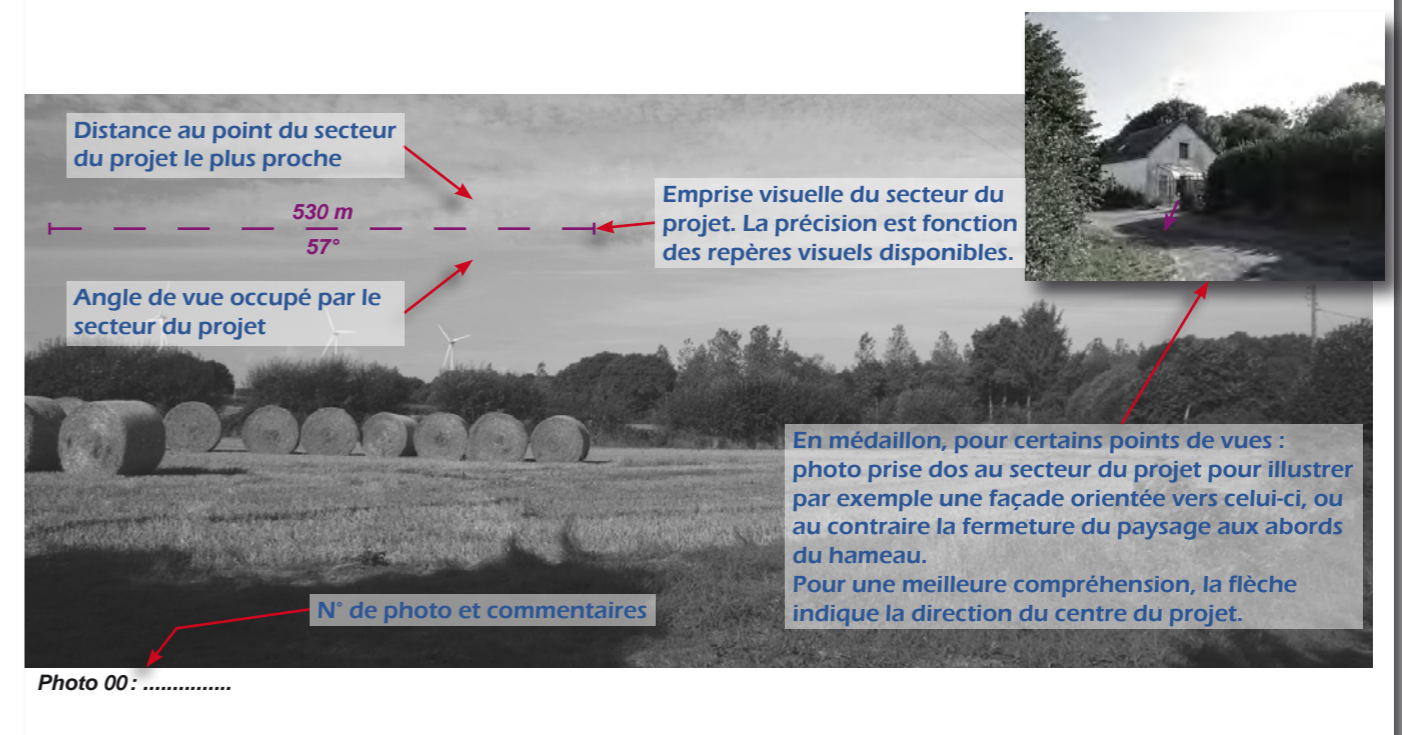 Distance au point du secteur
du projet le plus proche
530 m
57°
Emprise visuelle du secteur du
projet. La précision est fonction
des repères visuels disponibles.
Angle de vue occupé par le
secteur du projet
En médaillon, pour certains points de vues :
photo prise dos au secteur du projet pour illustrer
par exemple une façade orientée vers celui-ci, ou
au contraire la fermeture du paysage aux abords
du hameau.
Pour une meilleure compréhension, la flèche
indique la direction du centre du projet.
N° de photo et commentaires
Photo 00 : ...............